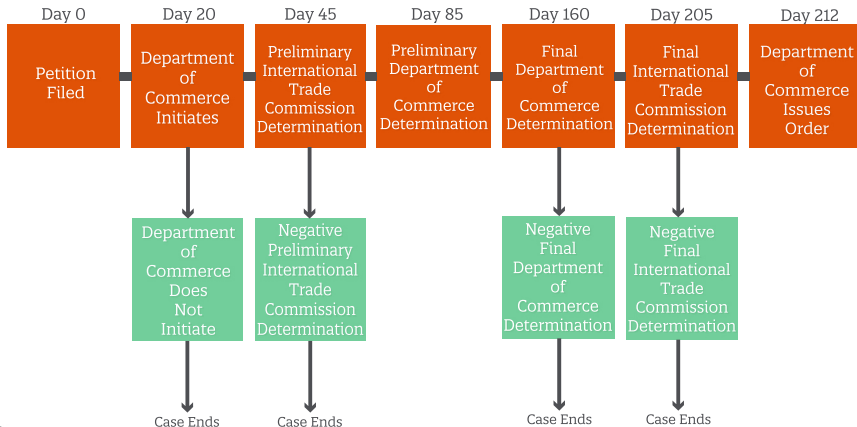 Day 0
Day 20
Day 45
Day 85
Day 160
Day 205
Day 212
Petition
Filed
Department
of
Commerce
Initiates
Preliminary
International
Trade
Commission
Determination
Preliminary
Department
of
Commerce
Determination
Final
Department
of
Commerce
Determination
Final
International
Trade
Commission
Determination
Department
of
Commerce
Issues
Order
Department
of
Commerce
Does
Not
Initiate
Negative
Preliminary
International
Trade
Commission
Determination
Negative
Final
Department
of
Commerce
Determination
Negative
Final
International
Trade
Commission
Determination
Case Ends
Case Ends
Case Ends
Case Ends